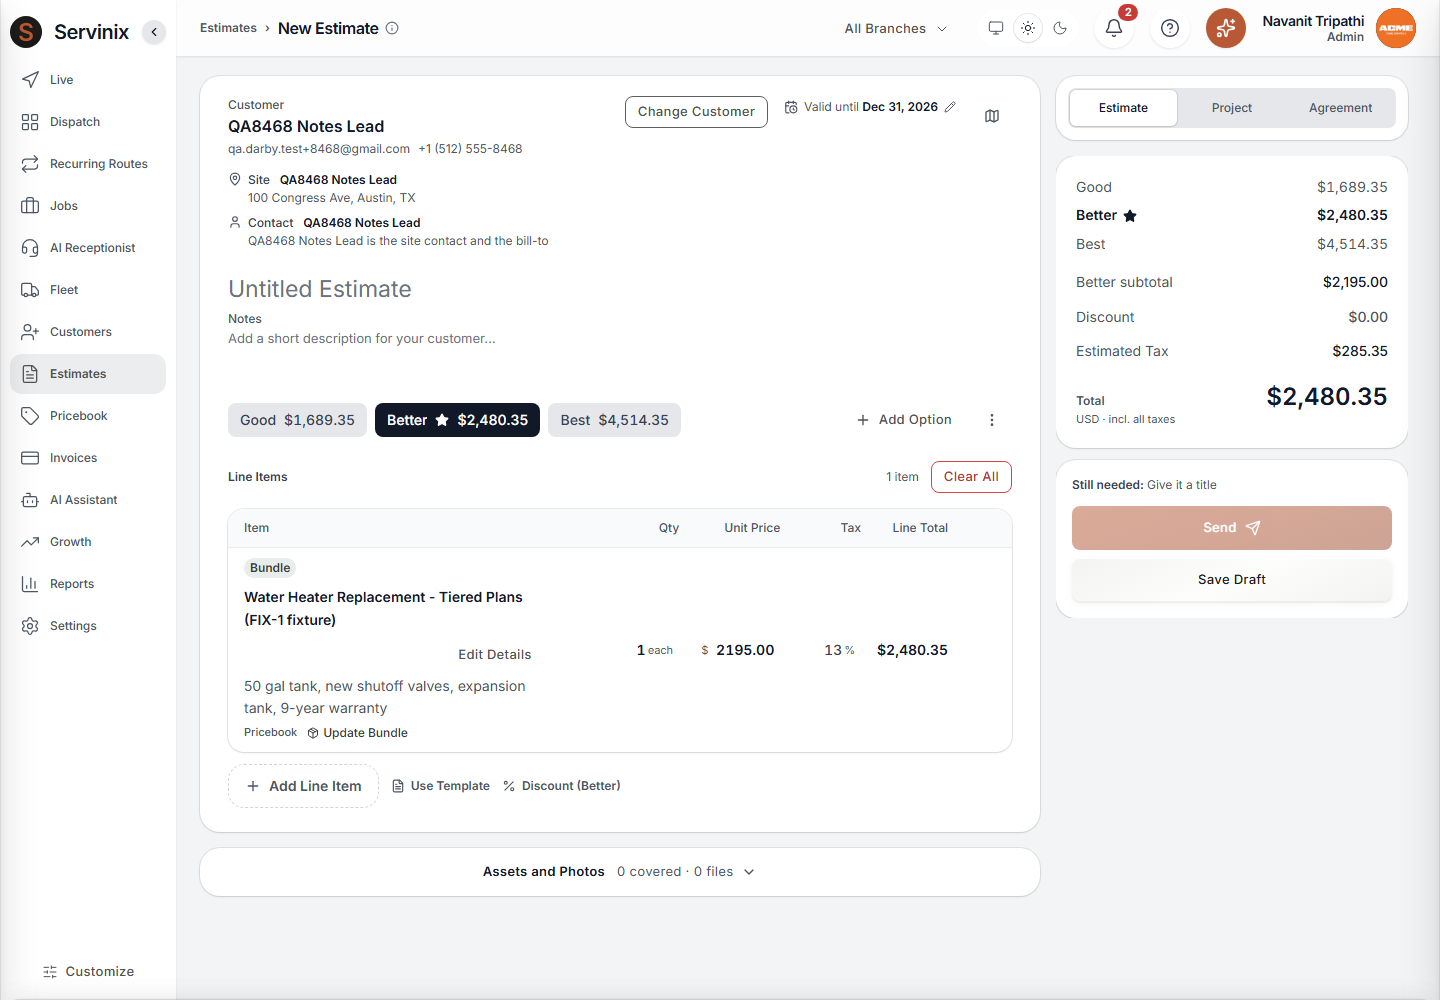 S Servinix
Live
Dispatch
Recurring Routes
Jobs
AI Receptionist
Fleet
Customers
Estimates
Pricebook
Invoices
AI Assistant
Growth
Reports
Settings
Customize
Estimates › New Estimate
All Branches
2
Navanit Tripathi
Admin
ACME
Customer
QA8468 Notes Lead
qa.darby.test+8468@gmail.com +1 (512) 555-8468
Change Customer
Valid until Dec 31, 2026
Site QA8468 Notes Lead
100 Congress Ave, Austin, TX
Contact QA8468 Notes Lead
QA8468 Notes Lead is the site contact and the bill-to
Untitled Estimate
Notes
Add a short description for your customer...
Good $1,689.35
Better ★ $2,480.35
Best $4,514.35
+ Add Option
Line Items
1 item
Clear All
Item Qty Unit Price Tax Line Total
Bundle
Water Heater Replacement - Tiered Plans
(FIX-1 fixture)
Edit Details
1 each $ 2195.00 13 % $2,480.35
50 gal tank, new shutoff valves, expansion
tank, 9-year warranty
Pricebook Update Bundle
+ Add Line Item
Use Template
Discount (Better)
Assets and Photos 0 covered · 0 files
Estimate Project Agreement
Good $1,689.35
Better ★ $2,480.35
Best $4,514.35
Better subtotal $2,195.00
Discount $0.00
Estimated Tax $285.35
Total $2,480.35
USD · incl. all taxes
Still needed: Give it a title
Send
Save Draft